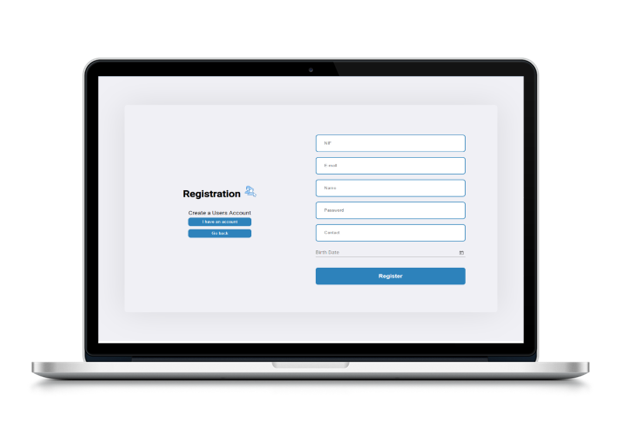 Registration
Create a Users Account
I have an account
Go back
NIF
E-mail
Name
Password
Contact
Birth Date
Register